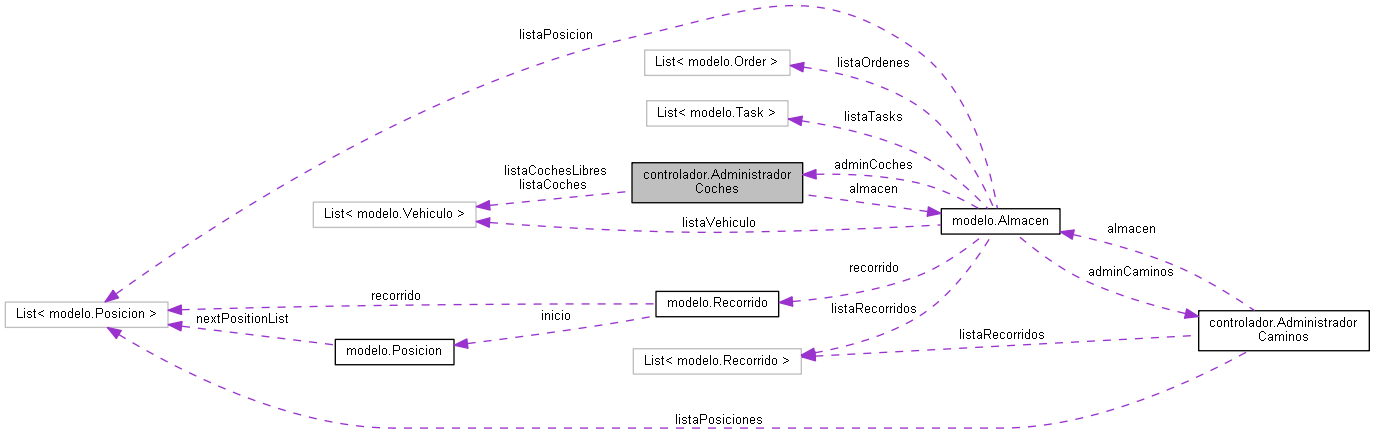 listaPosicion
List< modelo.Order >
listaOrdenes
List< modelo.Task >
listaTasks
listaCochesLibres
listaCoches
controlador.Administrador
Coches
adminCoches
almacen
List< modelo.Vehiculo >
listaVehiculo
modelo.Almacen
almacen
recorrido
adminCaminos
recorrido
modelo.Recorrido
listaRecorridos
List< modelo.Posicion >
nextPositionList
inicio
controlador.Administrador
Caminos
modelo.Posicion
List< modelo.Recorrido >
listaRecorridos
listaPosiciones